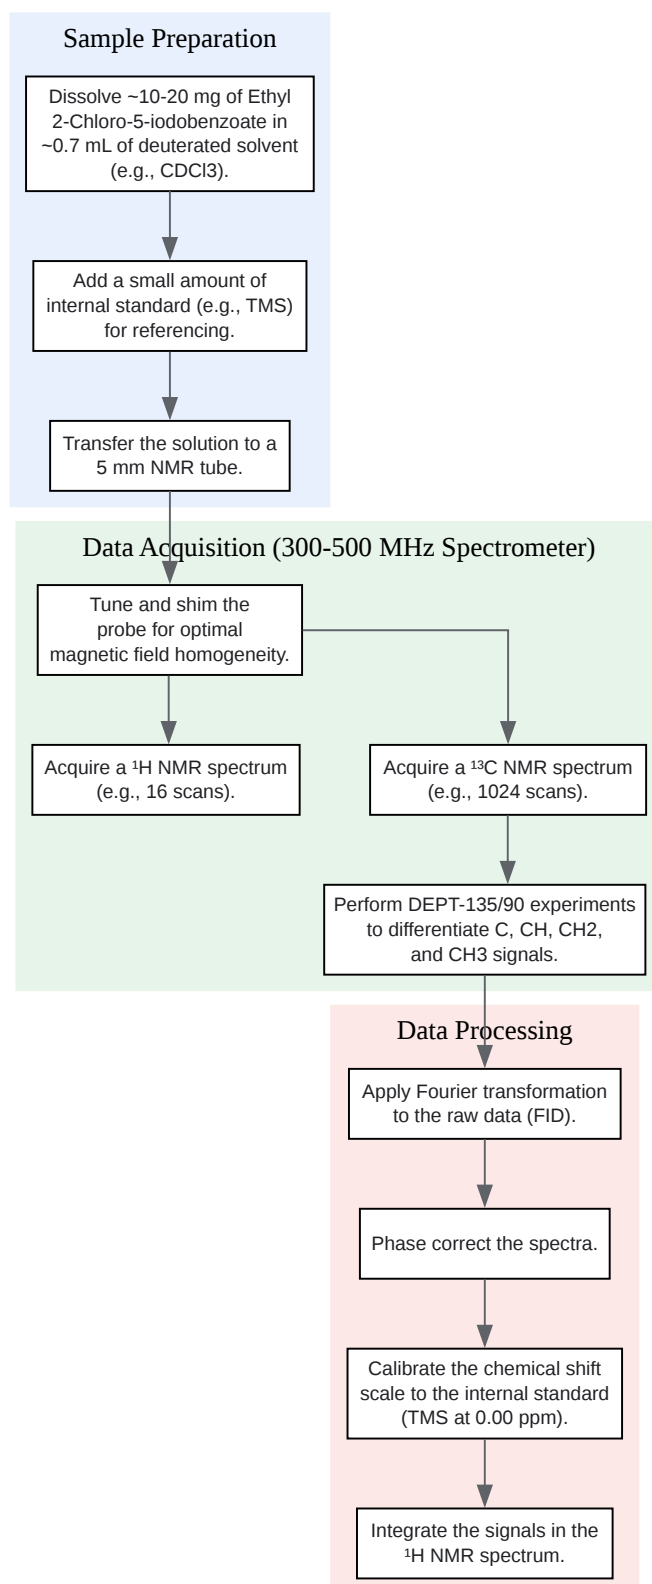 Sample Preparation
Dissolve ~10-20 mg of Ethyl
2-Chloro-5-iodobenzoate in
~0.7 mL of deuterated solvent
(e.g., CDCl3).
Add a small amount of
internal standard (e.g., TMS)
for referencing.
Transfer the solution to a
5 mm NMR tube.
Data Acquisition (300-500 MHz Spectrometer)
Tune and shim the
probe for optimal
magnetic field homogeneity.
Acquire a ¹H NMR spectrum
(e.g., 16 scans).
Acquire a ¹³C NMR spectrum
(e.g., 1024 scans).
Perform DEPT-135/90 experiments
to differentiate C, CH, CH2,
and CH3 signals.
Data Processing
Apply Fourier transformation
to the raw data (FID).
Phase correct the spectra.
Calibrate the chemical shift
scale to the internal standard
(TMS at 0.00 ppm).
Integrate the signals in the
¹H NMR spectrum.